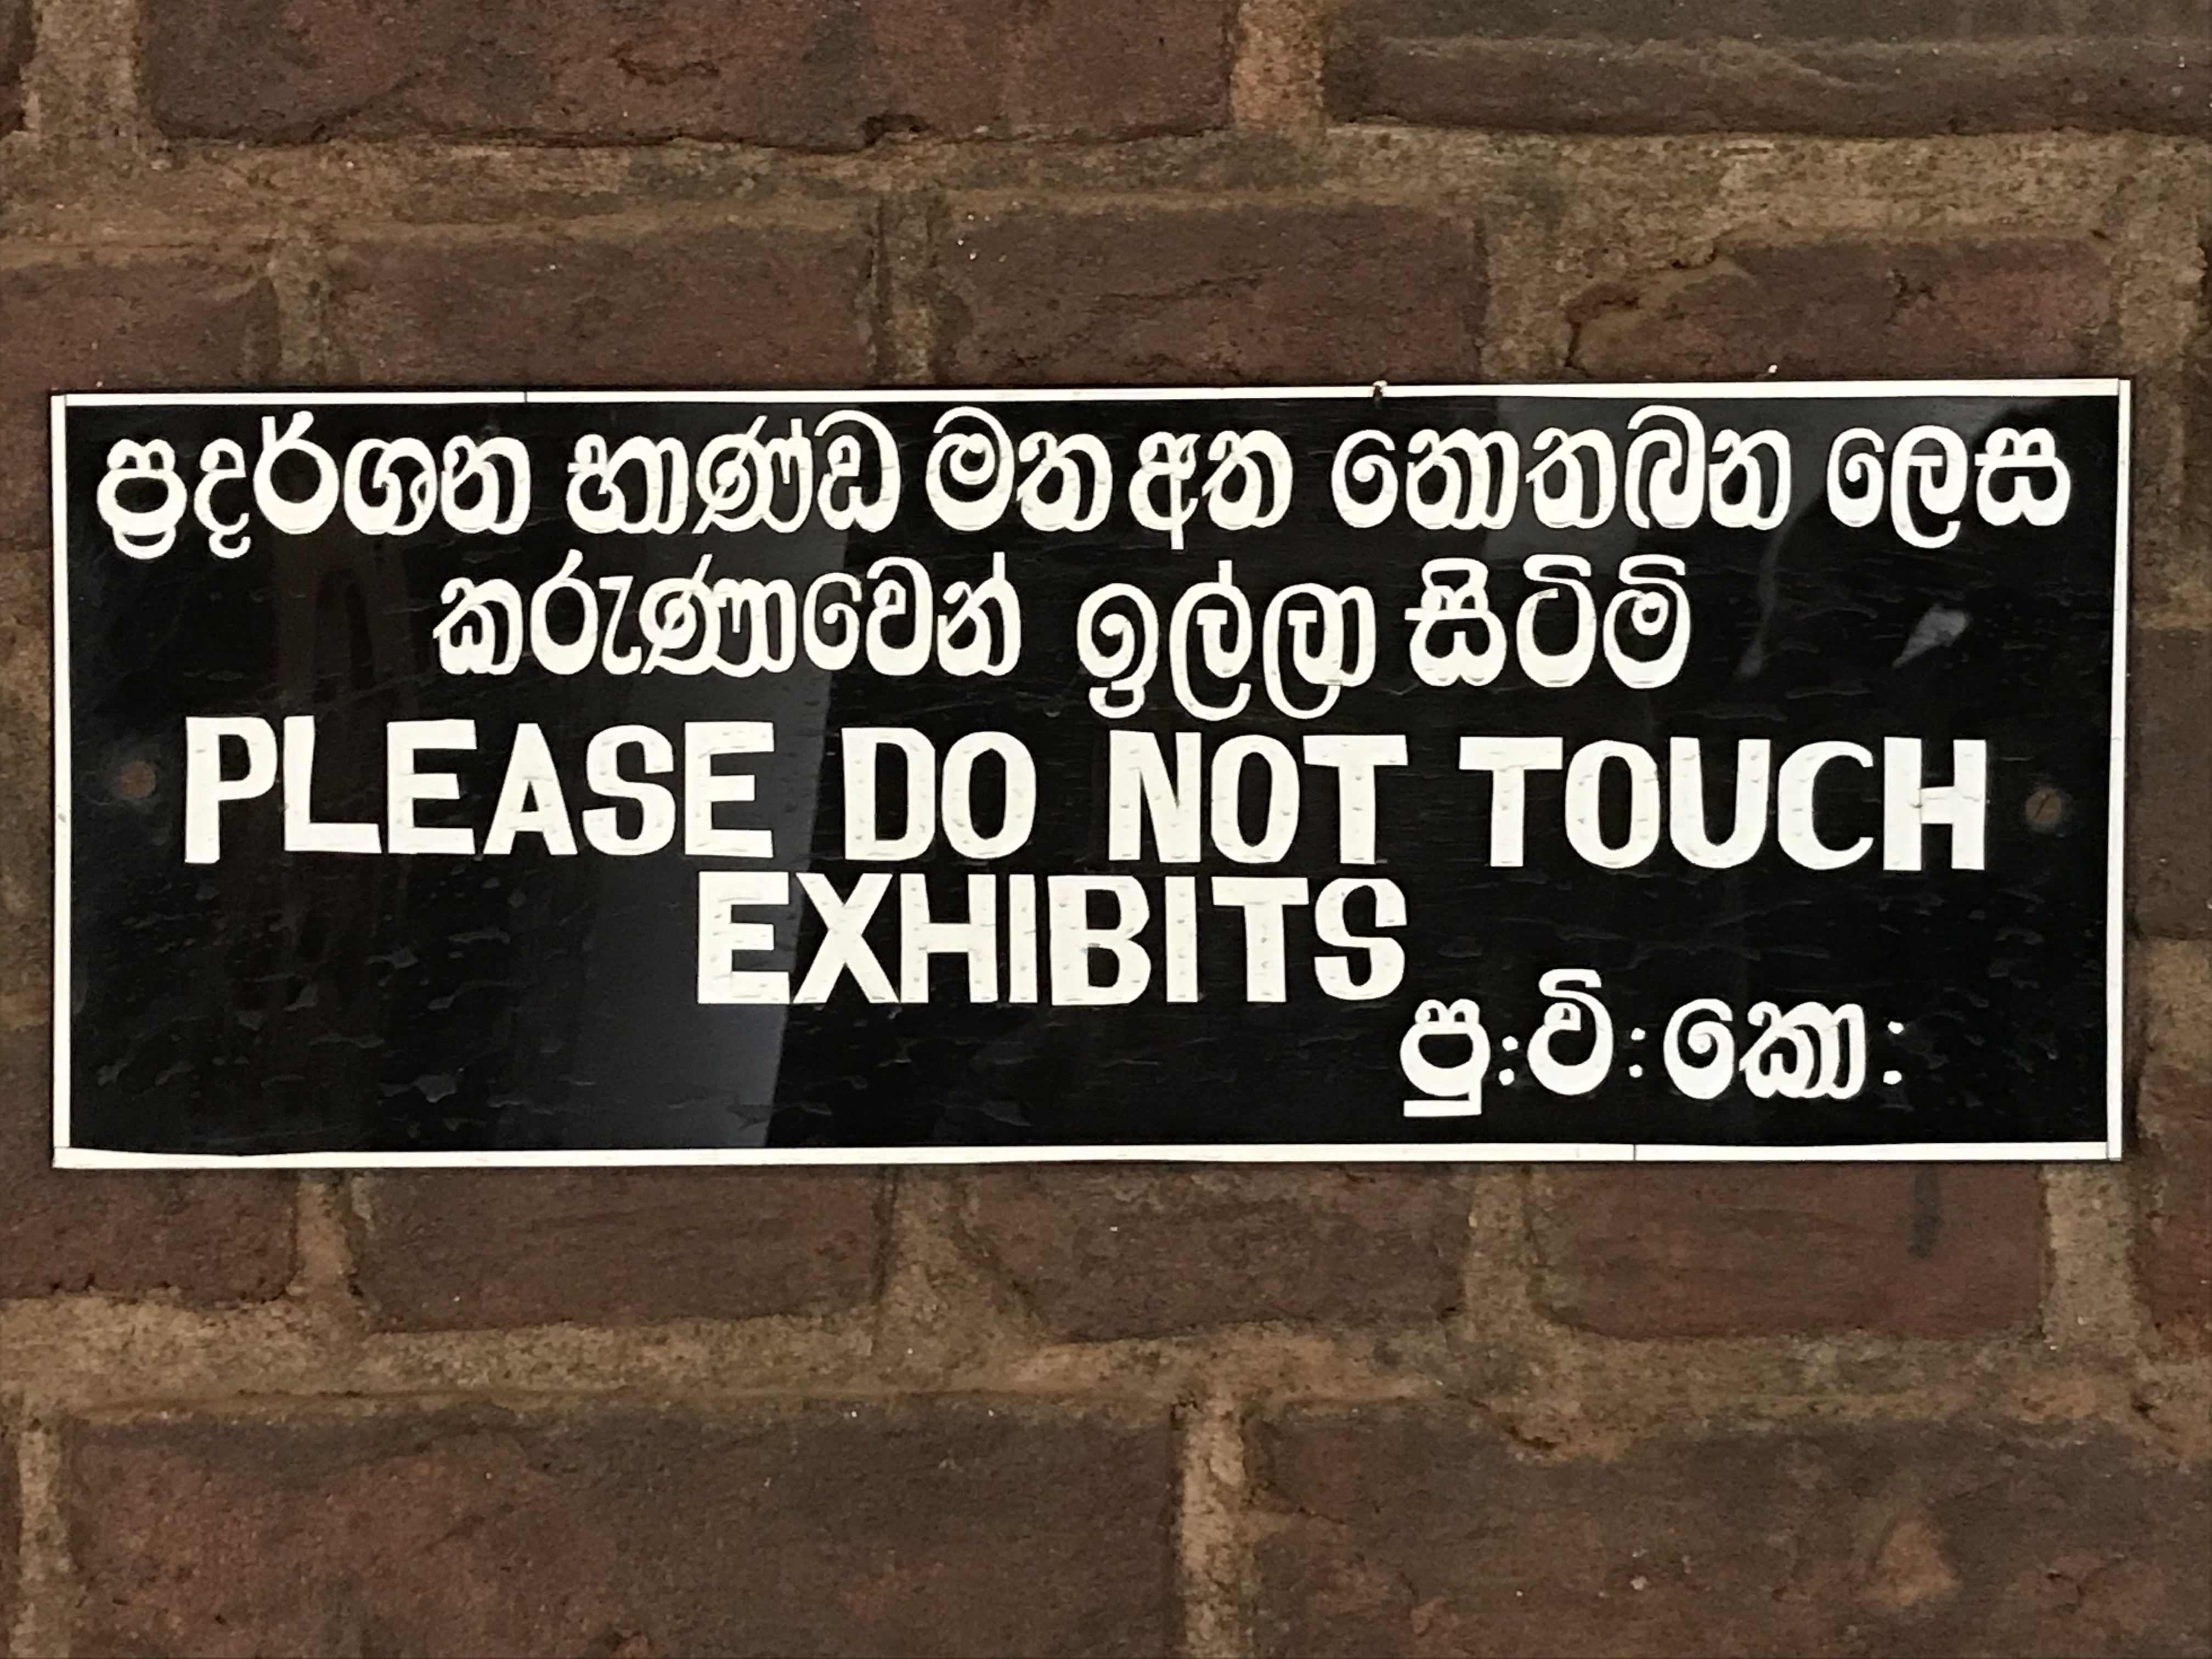 ප්‍රදර්ශන භාණ්ඩ මත අත නොතබන ලෙස
කරුණාවෙන් ඉල්ලා සිටිමි
PLEASE DO NOT TOUCH
EXHIBITS
පු:වි:කො: